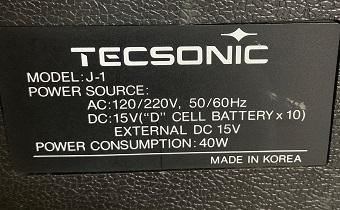 TECSONIC
MODEL:J-1
POWER SOURCE:
AC:120/220V, 50/60Hz
DC:15V("D" CELL BATTERY x 10)
EXTERNAL DC 15V
POWER CONSUMPTION:40W
MADE IN KOREA